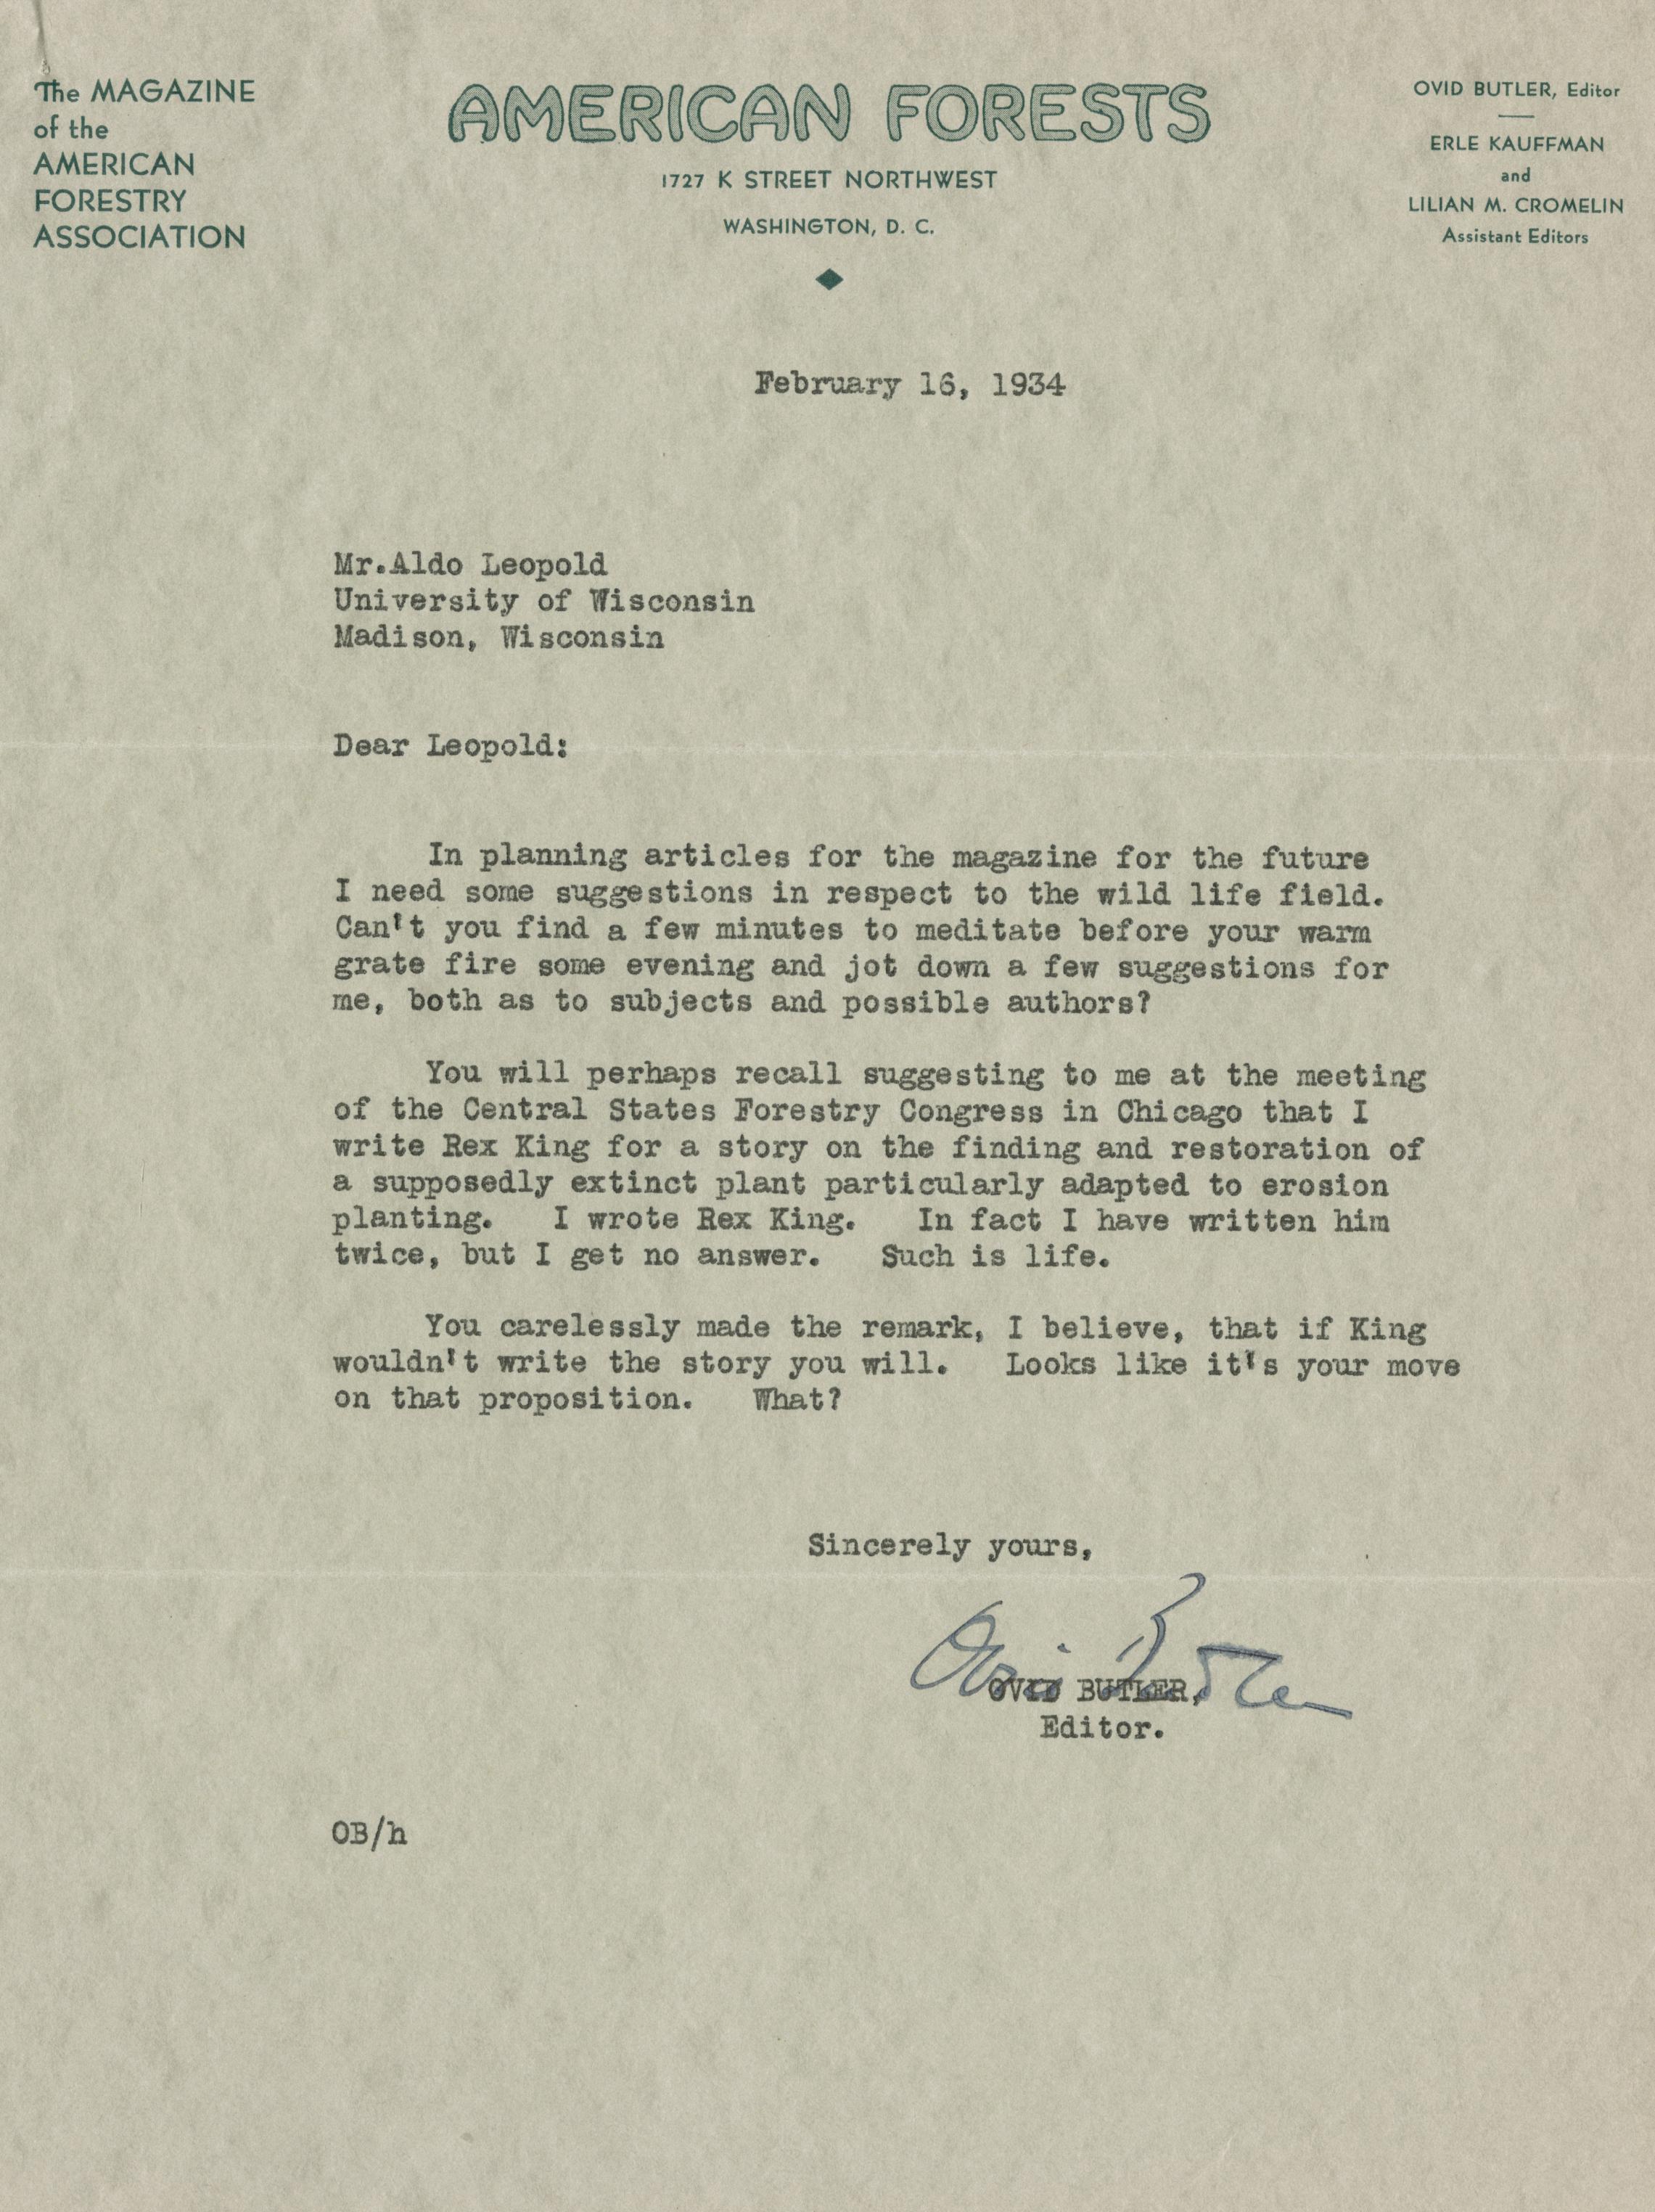 The MAGAZINE
of the
AMERICAN
FORESTRY
ASSOCIATION
AMERICAN FORESTS
1727 K STREET NORTHWEST
WASHINGTON, D. C.
OVID BUTLER, Editor
ERLE KAUFFMAN
and
LILIAN M. CROMELIN
Assistant Editors
February 16, 1934
Mr.Aldo Leopold
University of Wisconsin
Madison, Wisconsin
Dear Leopold:
In planning articles for the magazine for the future
I need some suggestions in respect to the wild life field.
Can't you find a few minutes to meditate before your warm
grate fire some evening and jot down a few suggestions for
me, both as to subjects and possible authors?
You will perhaps recall suggesting to me at the meeting
of the Central States Forestry Congress in Chicago that I
write Rex King for a story on the finding and restoration of
a supposedly extinct plant particularly adapted to erosion
planting. I wrote Rex King. In fact I have written him
twice, but I get no answer. Such is life.
You carelessly made the remark, I believe, that if King
wouldn't write the story you will. Looks like it's your move
on that proposition. What?
Sincerely yours,
Ovid Butler
OVID BUTLER,
Editor.
OB/h